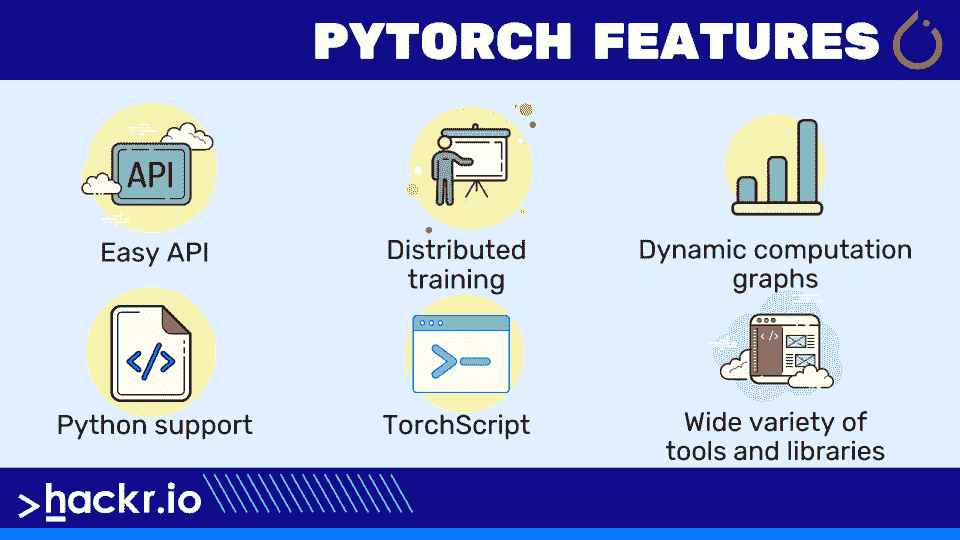 PYTORCH FEATURES
API
Easy API
Distributed
training
Dynamic computation
graphs
</>
Python support
>-
TorchScript
</>
Wide variety of
tools and libraries
>hackr.io